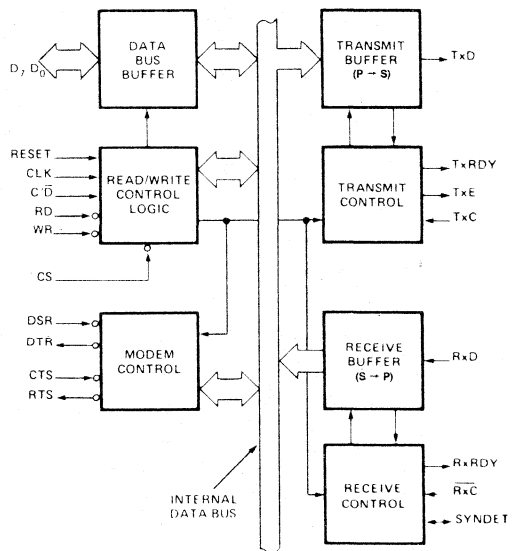 DATA
BUS
BUFFER
D7 D0
TRANSMIT
BUFFER
(P → S)
TxD
RESET
CLK
C/D̅
RD
WR
CS
READ/WRITE
CONTROL
LOGIC
TRANSMIT
CONTROL
TxRDY
TxE
TxC
DSR
DTR
CTS
RTS
MODEM
CONTROL
RECEIVE
BUFFER
(S → P)
RxD
INTERNAL
DATA BUS
RECEIVE
CONTROL
RxRDY
R̅x̅C̅
SYNDET